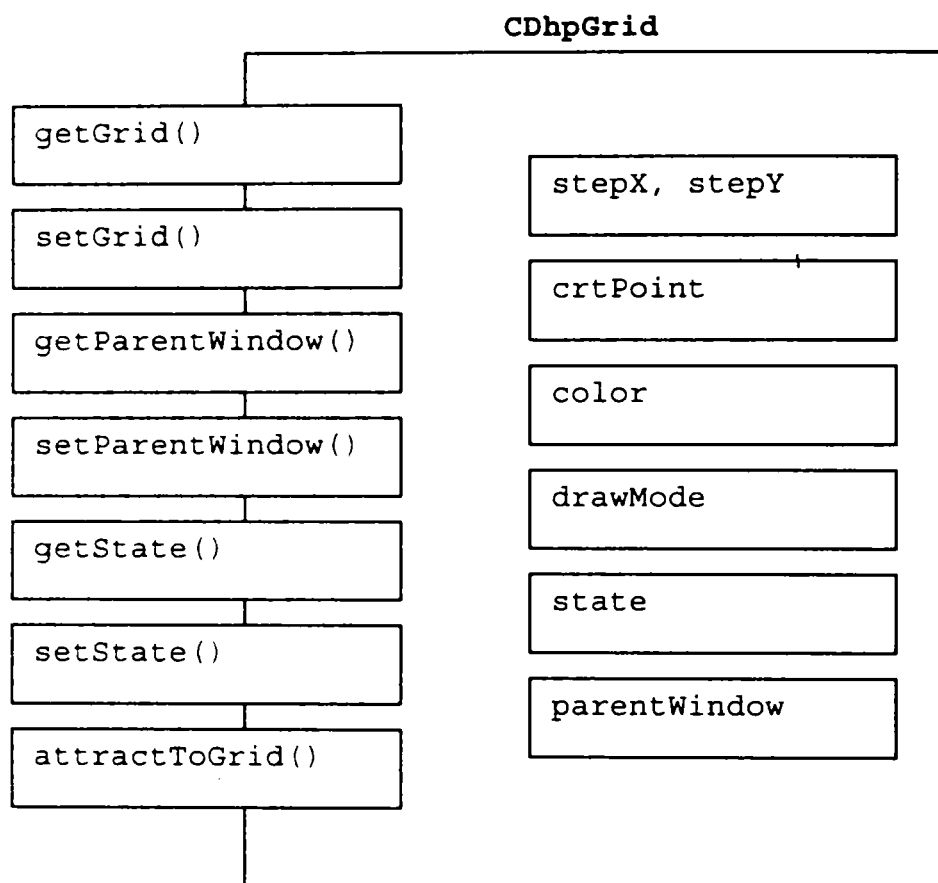 CDhpGrid
getGrid()
setGrid()
getParentWindow()
setParentWindow()
getState()
setState()
attractToGrid()
stepX, stepY
crtPoint
color
drawMode
state
parentWindow